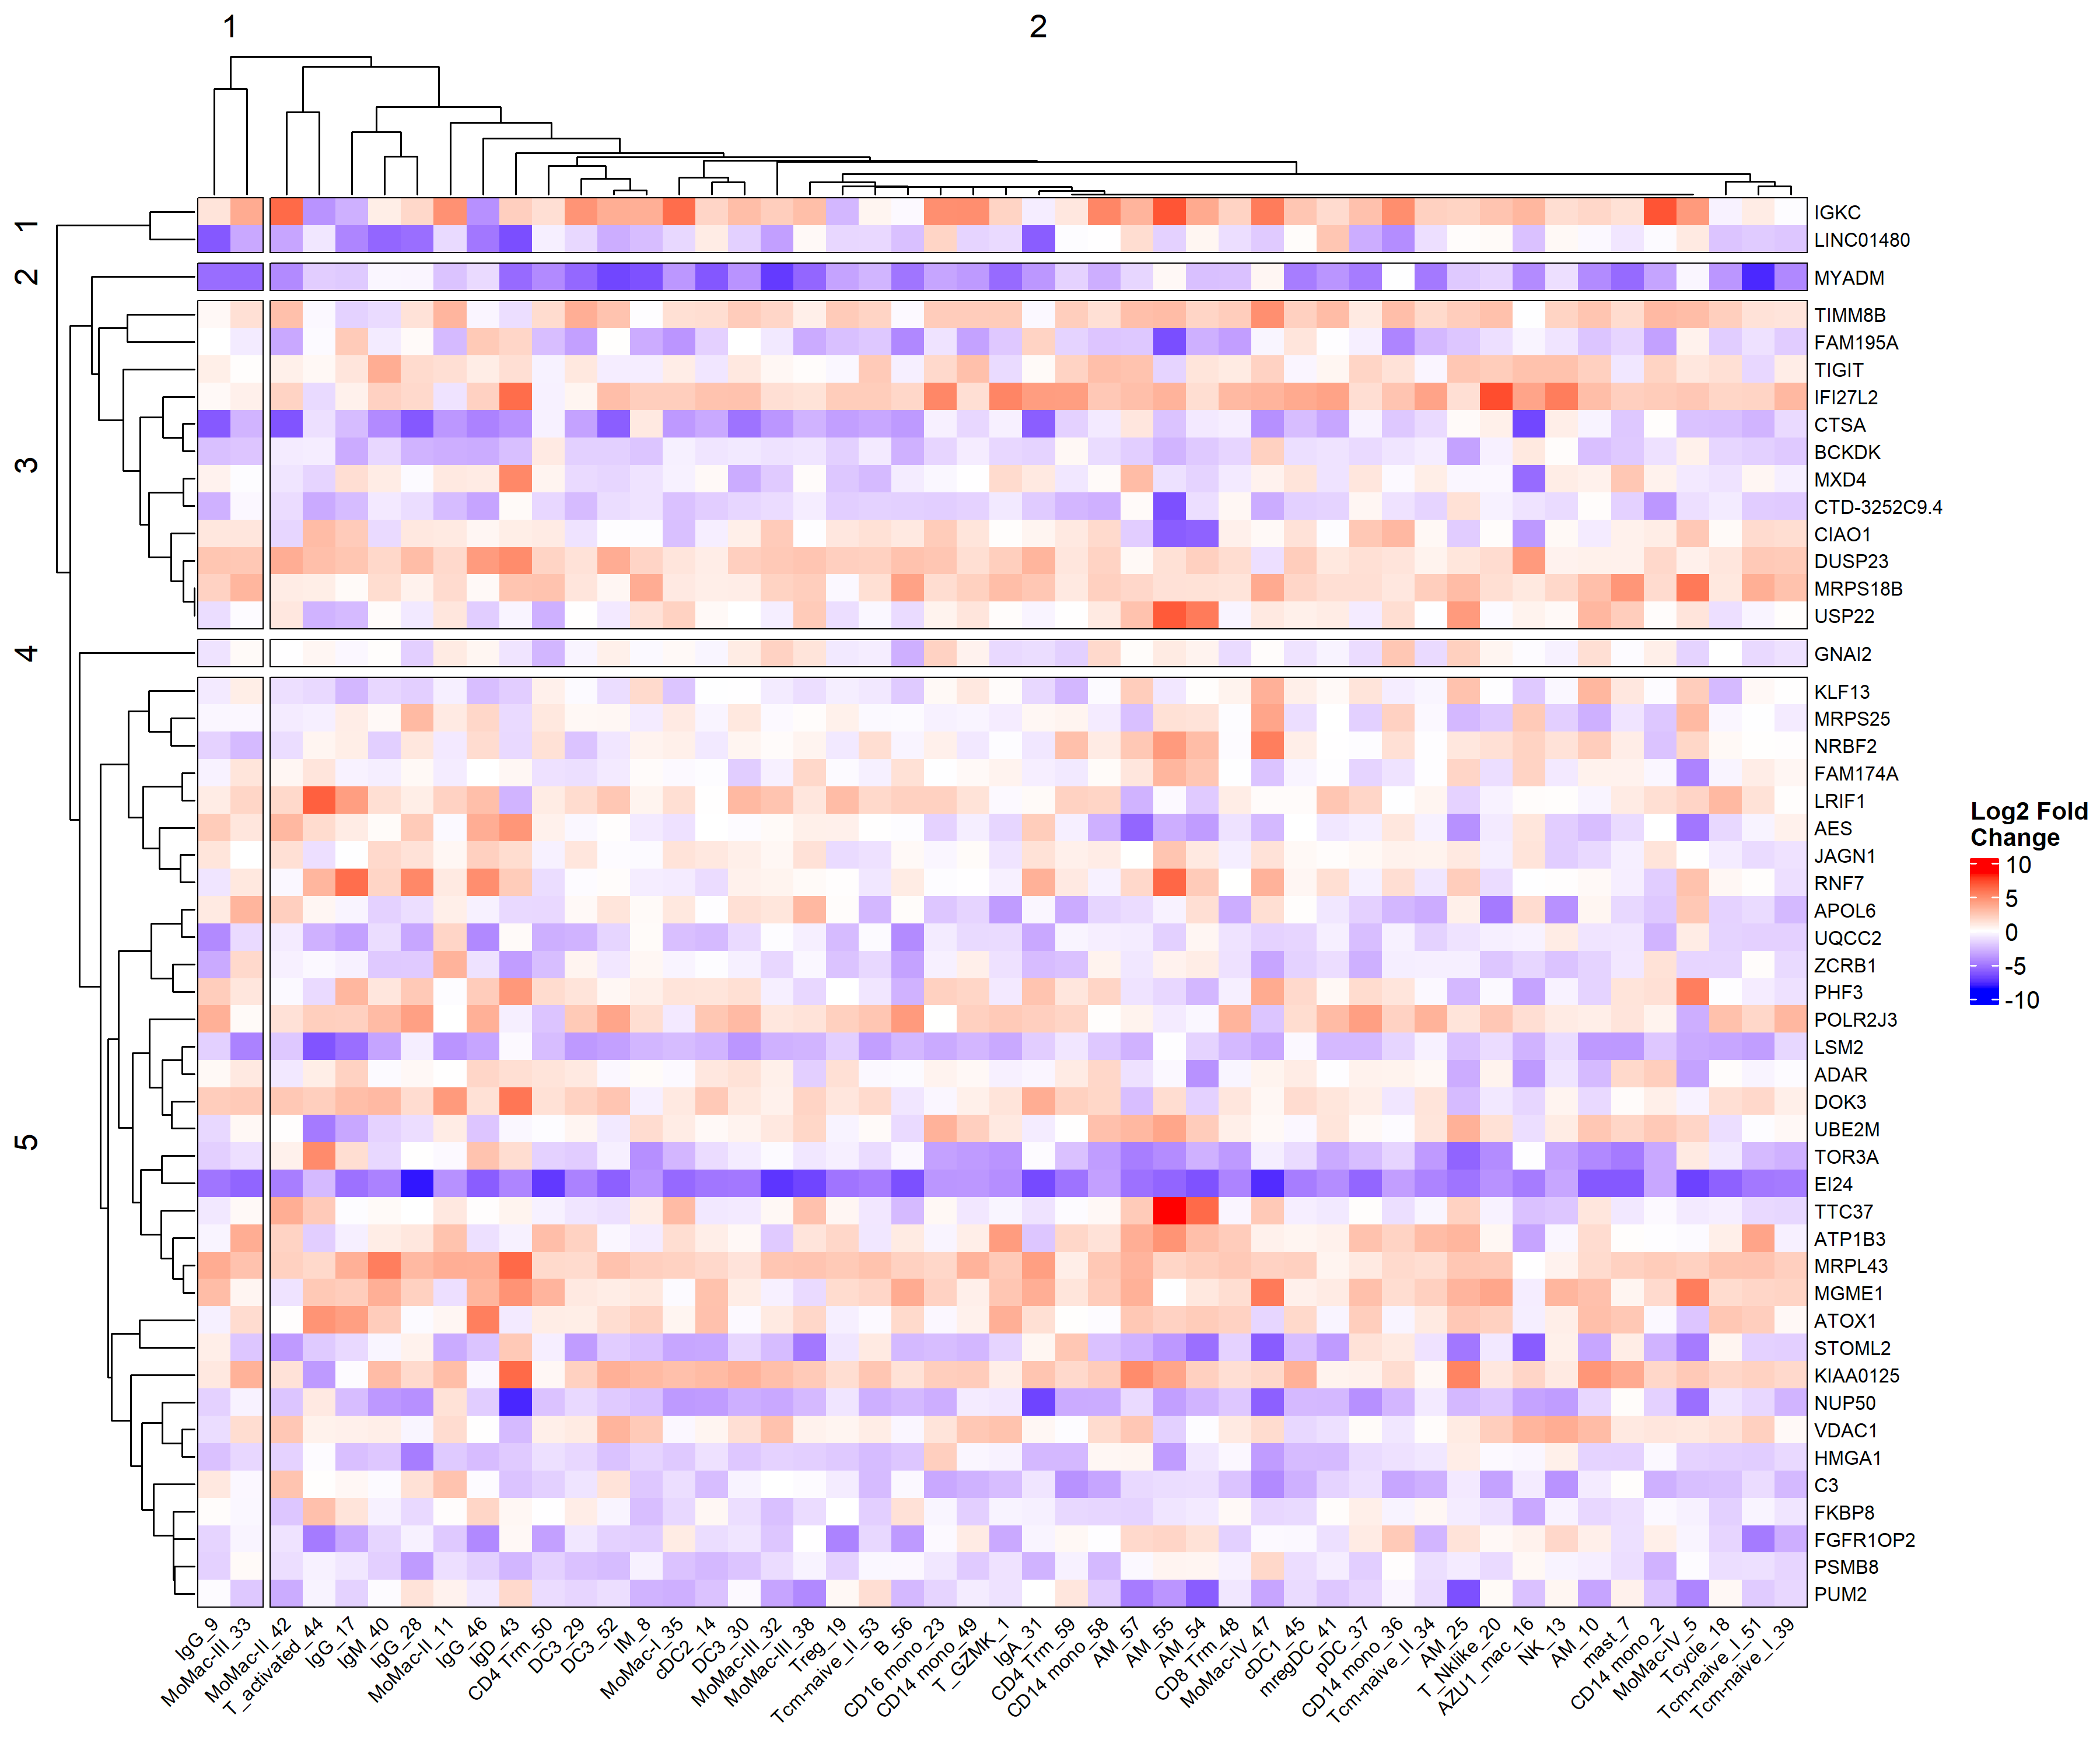 1
2
1
2
3
4
5
IGKC
LINC01480
MYADM
TIMM8B
FAM195A
TIGIT
IFI27L2
CTSA
BCKDK
MXD4
CTD-3252C9.4
CIAO1
DUSP23
MRPS18B
USP22
GNAI2
KLF13
MRPS25
NRBF2
FAM174A
LRIF1
AES
JAGN1
RNF7
APOL6
UQCC2
ZCRB1
PHF3
POLR2J3
LSM2
ADAR
DOK3
UBE2M
TOR3A
EI24
TTC37
ATP1B3
MRPL43
MGME1
ATOX1
STOML2
KIAA0125
NUP50
VDAC1
HMGA1
C3
FKBP8
FGFR1OP2
PSMB8
PUM2
Log2 Fold
Change
10
5
0
-5
-10
IgG_9
MoMac-III_33
MoMac-II_42
T_activated_44
IgG_17
IgM_40
IgG_28
MoMac-II_11
IgG_46
IgD_43
CD4 Trm_50
DC3_29
DC3_52
IM_8
MoMac-I_35
cDC2_14
DC3_30
MoMac-III_32
MoMac-III_38
Treg_19
Tcm-naive_II_53
B_56
CD16 mono_23
CD14 mono_49
T_GZMK_1
IgA_31
CD4 Trm_59
CD14 mono_58
AM_57
AM_55
AM_54
CD8 Trm_48
MoMac-IV_47
cDC1_45
mregDC_41
pDC_37
CD14 mono_36
Tcm-naive_II_34
AM_25
T_Nklike_20
AZU1_mac_16
NK_13
AM_10
mast_7
CD14 mono_2
MoMac-IV_5
Tcycle_18
Tcm-naive_I_51
Tcm-naive_I_39